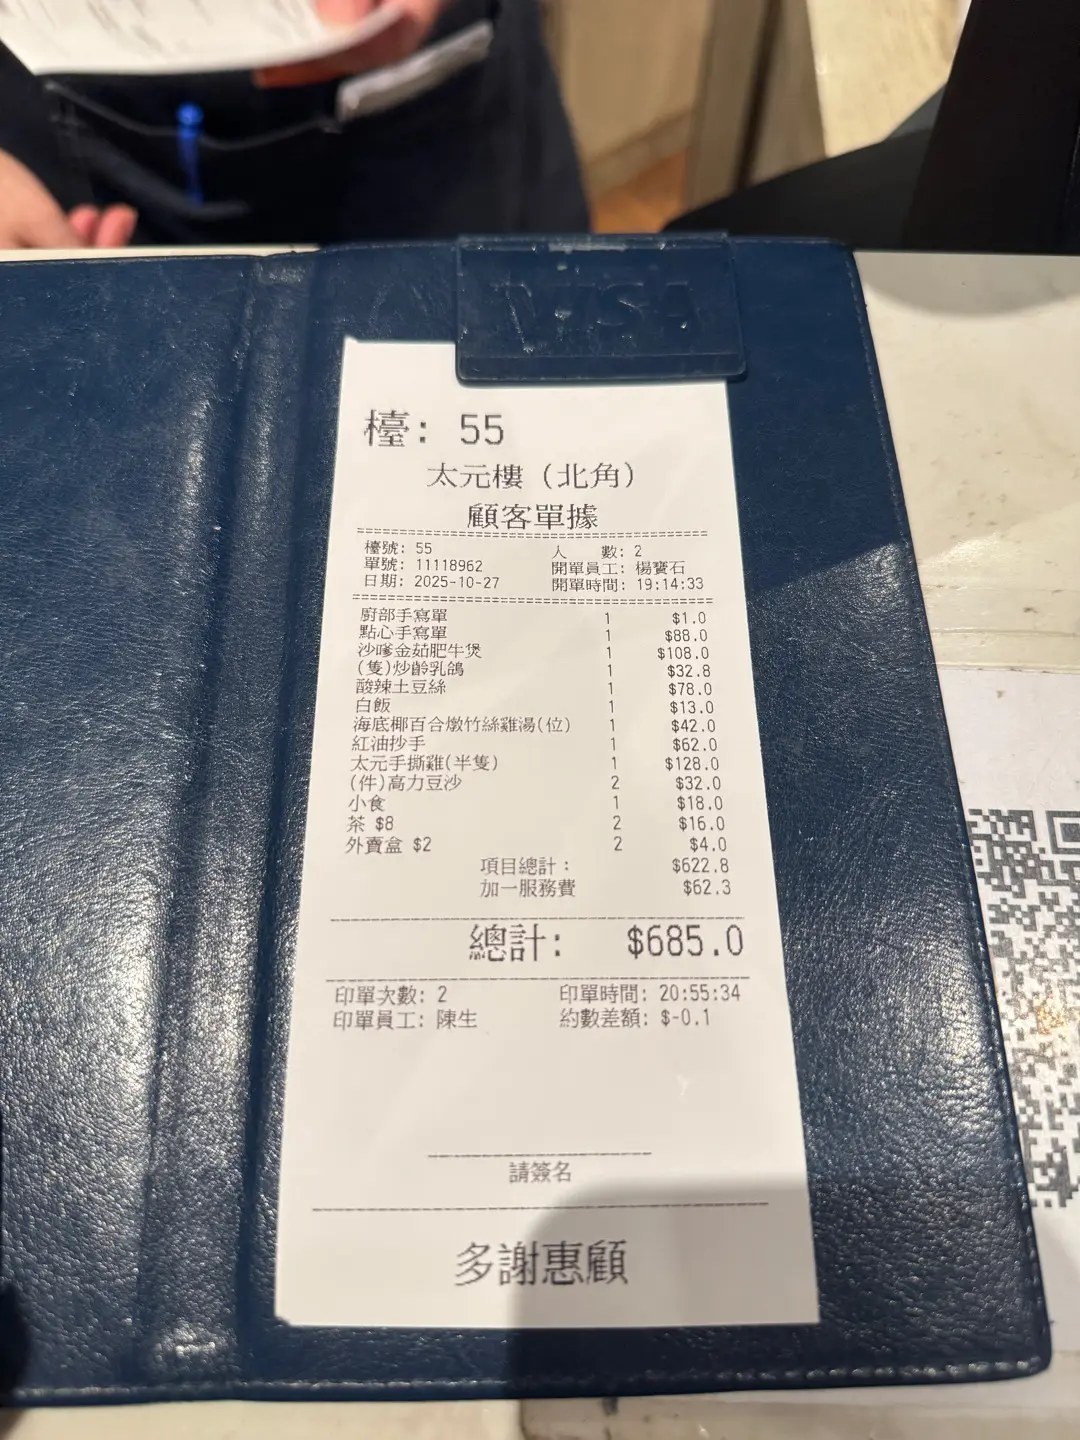 VISA
檯: 55
太元樓 (北角)
顧客單據
檯號: 55 人 數: 2
單號: 11118962 開單員工: 楊寶石
日期: 2025-10-27 開單時間: 19:14:33
廚部手寫單 1 $1.0
點心手寫單 1 $88.0
沙嗲金菇肥牛煲 1 $108.0
(隻)炒齡乳鴿 1 $32.8
酸辣土豆絲 1 $78.0
白飯 1 $13.0
海底椰百合燉竹絲雞湯(位) 1 $42.0
紅油抄手 1 $62.0
太元手撕雞(半隻) 1 $128.0
(件)高力豆沙 2 $32.0
小食 1 $18.0
茶 $8 2 $16.0
外賣盒 $2 2 $4.0
項目總計: $622.8
加一服務費 $62.3
總計: $685.0
印單次數: 2 印單時間: 20:55:34
印單員工: 陳生 約數差額: $-0.1
請簽名
多謝惠顧